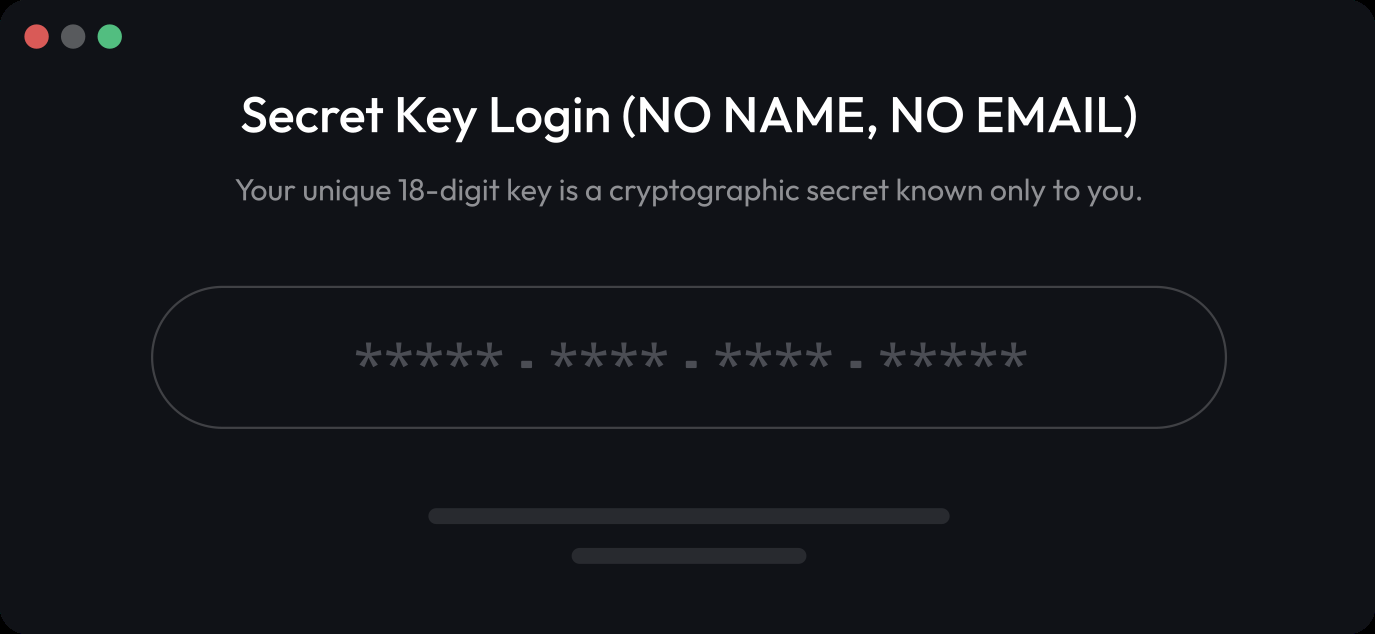 Secret Key Login (NO NAME, NO EMAIL)
Your unique 18-digit key is a cryptographic secret known only to you.
*****-****-****-*****